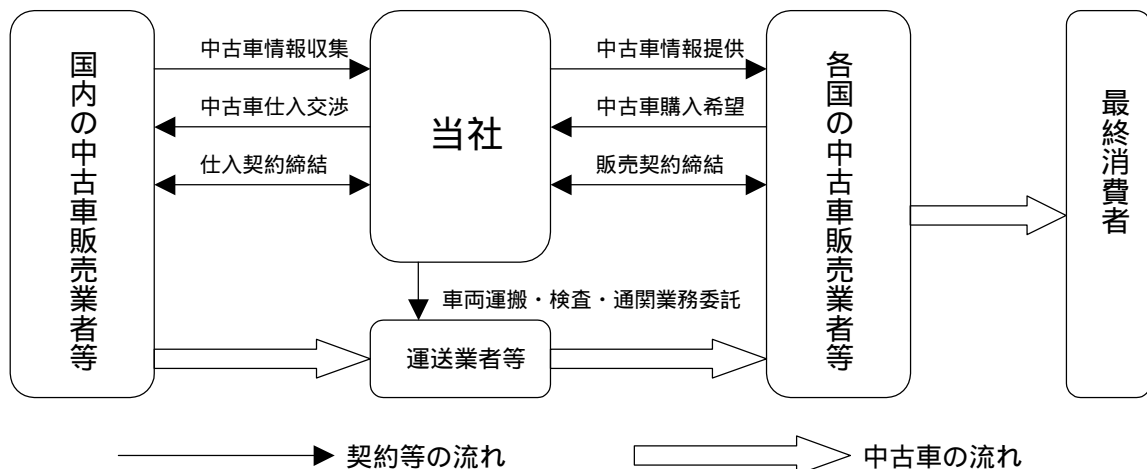 国内の中古車販売業者等
中古車情報収集
中古車仕入交渉
仕入契約締結
当社
中古車情報提供
中古車購入希望
販売契約締結
各国の中古車販売業者等
最終消費者
車両運搬・検査・通関業務委託
運送業者等
契約等の流れ
中古車の流れ